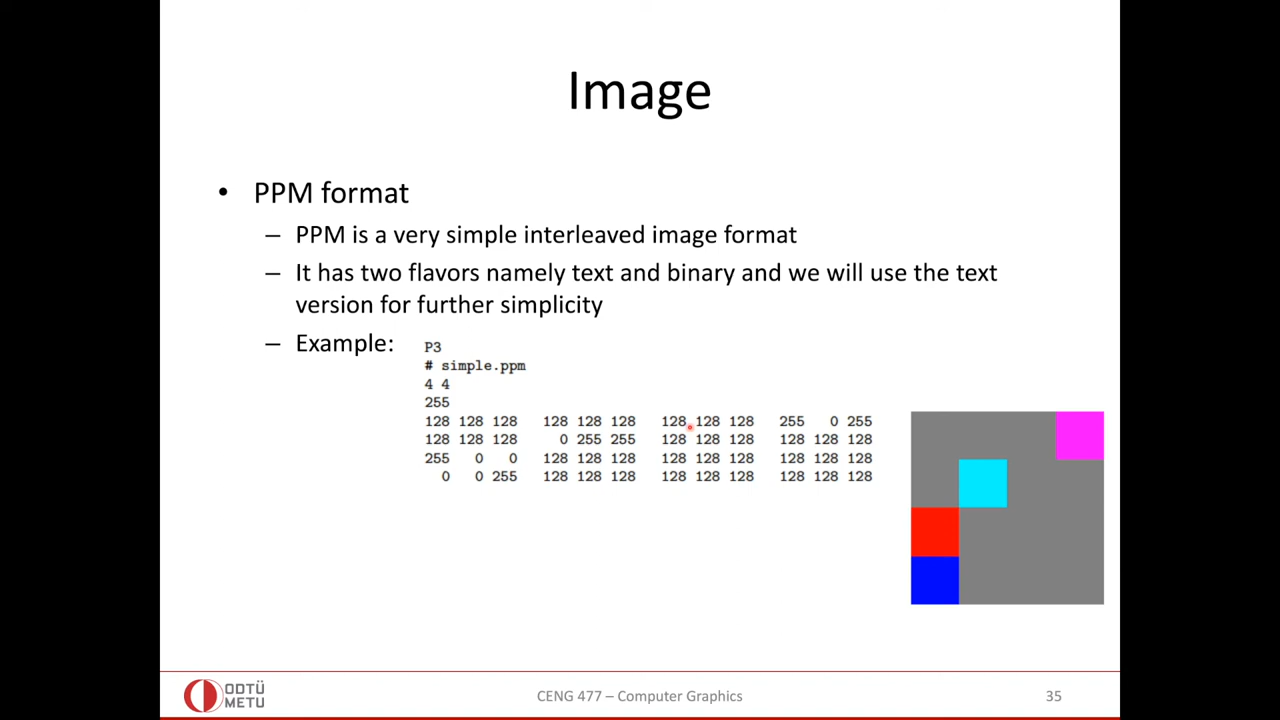 Image
• PPM format
– PPM is a very simple interleaved image format
– It has two flavors namely text and binary and we will use the text
version for further simplicity
– Example:
P3
# simple.ppm
4 4
255
128 128 128 128 128 128 128 128 128 255 0 255
128 128 128 0 255 255 128 128 128 128 128 128
255 0 0 128 128 128 128 128 128 128 128 128
0 0 255 128 128 128 128 128 128 128 128 128
ODTÜ
METU
CENG 477 – Computer Graphics
35